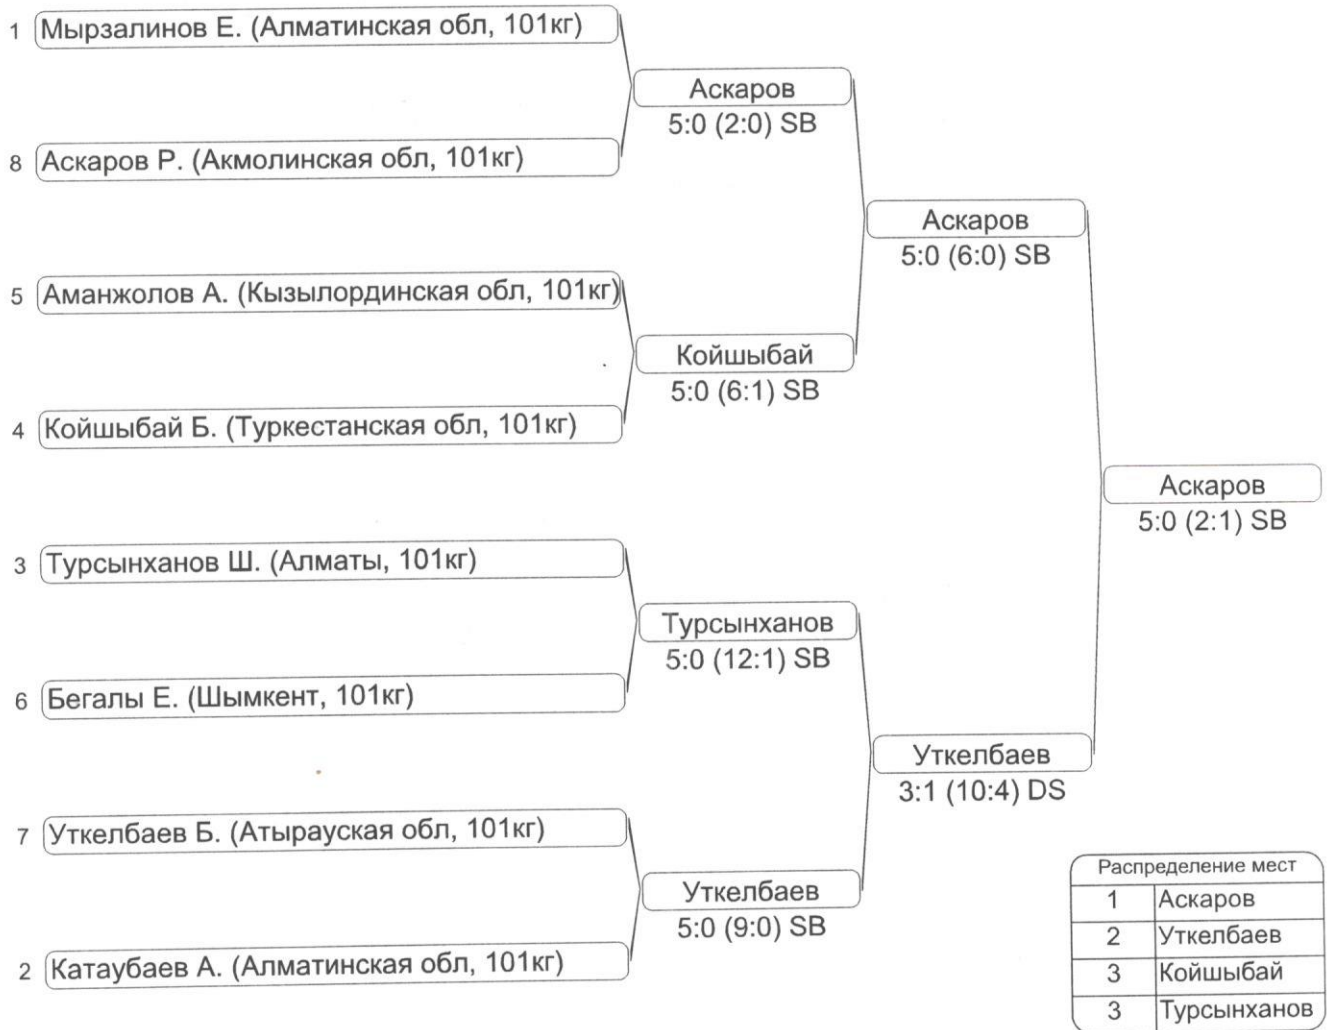 1 Мырзалинов Е. (Алматинская обл, 101кг)
8 Аскаров Р. (Акмолинская обл, 101кг)
5 Аманжолов А. (Кызылординская обл, 101кг)
4 Койшыбай Б. (Туркестанская обл, 101кг)
3 Турсынханов Ш. (Алматы, 101кг)
6 Бегалы Е. (Шымкент, 101кг)
7 Уткелбаев Б. (Атырауская обл, 101кг)
2 Катаубаев А. (Алматинская обл, 101кг)
Аскаров
5:0 (2:0) SB
Койшыбай
5:0 (6:1) SB
Турсынханов
5:0 (12:1) SB
Уткелбаев
5:0 (9:0) SB
Аскаров
5:0 (6:0) SB
Уткелбаев
3:1 (10:4) DS
Аскаров
5:0 (2:1) SB
Распределение мест
1 Аскаров
2 Уткелбаев
3 Койшыбай
3 Турсынханов